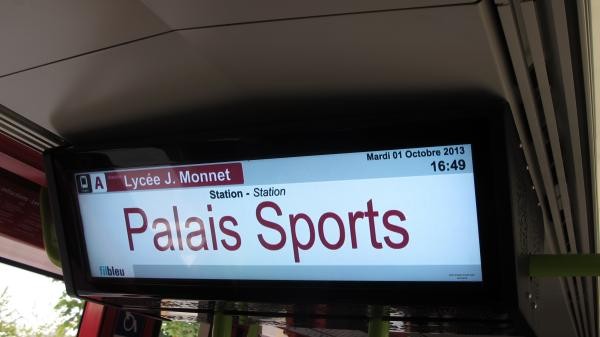 Mardi 01 Octobre 2013
16:49
A Lycée J. Monnet
Station - Station
Palais Sports
filbleu